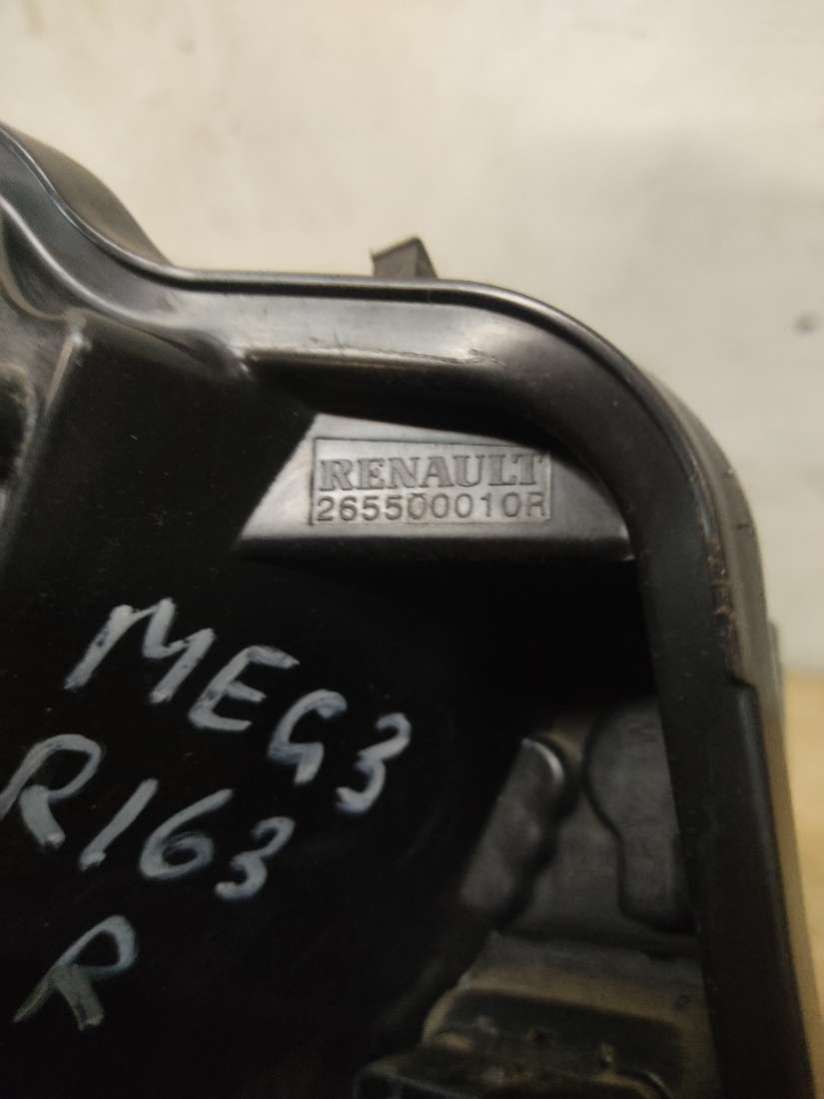 RENAULT
265500010R
MEG3
R163
R